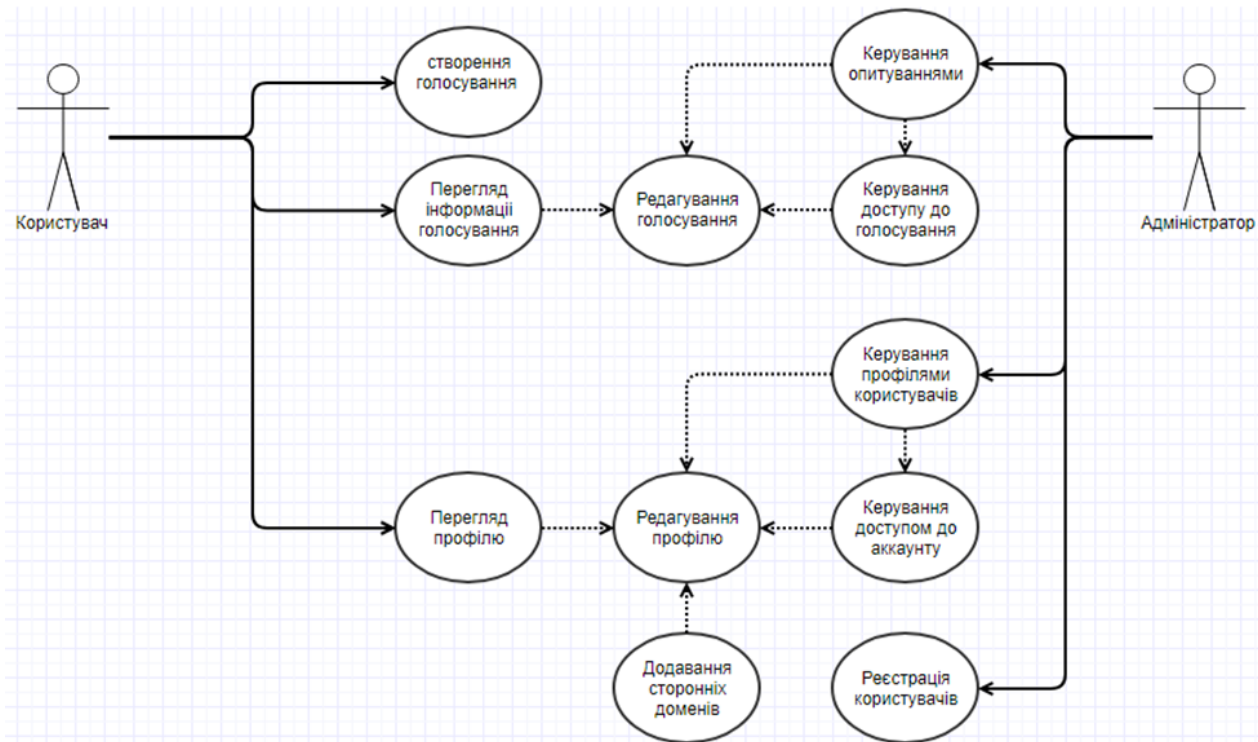 створення
голосування
Керування
опитуваннями
Користувач
Адміністратор
Перегляд
інформаціі
голосування
Редагування
голосування
Керування
доступу до
голосування
Керування
профілями
користувачів
Перегляд
профілю
Редагування
профілю
Керування
доступом до
аккаунту
Додавання
сторонніх
доменів
Реєстрація
користувачів